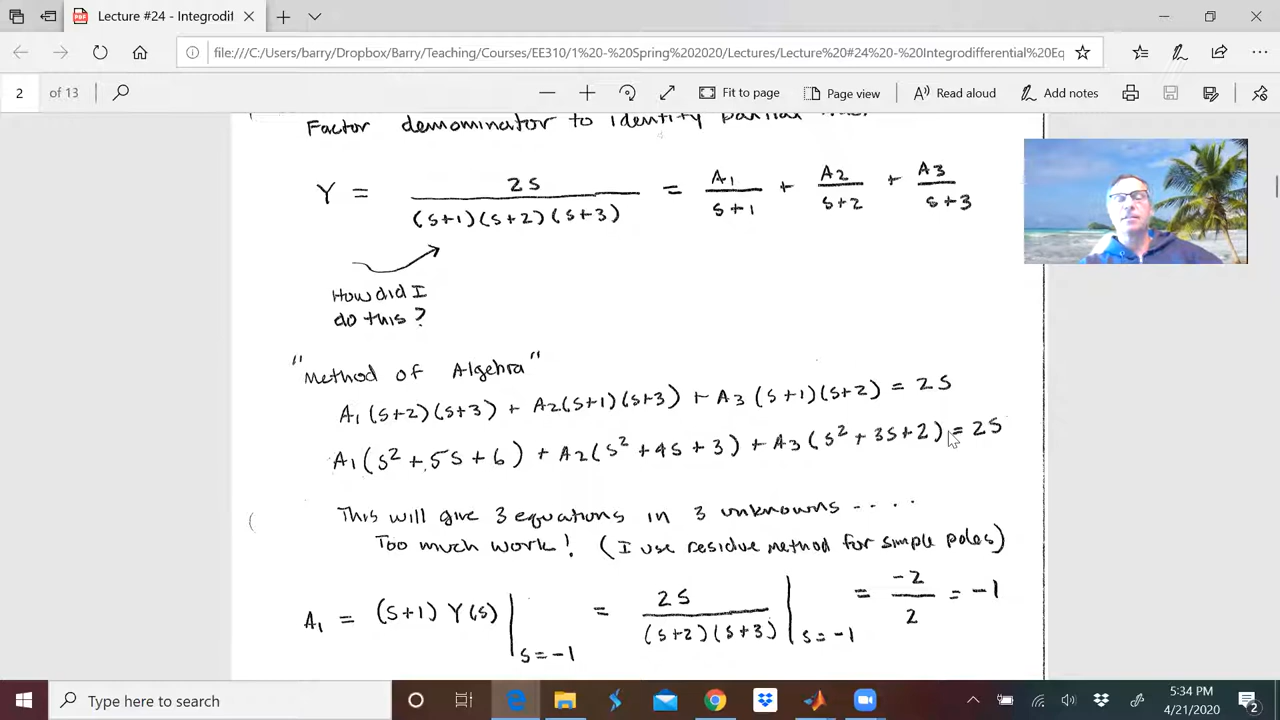 Lecture #24 - Integrodif
file:///C:/Users/barry/Dropbox/Barry/Teaching/Courses/EE310/1%20-%20Spring%202020/Lectures/Lecture%20#24%20-%20Integrodifferential%20Eq
2 of 13
Fit to page
Page view
Read aloud
Add notes
Factor demominator to identify
Y = 2s / (s+1)(s+2)(s+3) = A1 / s+1 + A2 / s+2 + A3 / s+3
How did I
do this?
"Method of Algebra"
A1(s+2)(s+3) + A2(s+1)(s+3) + A3(s+1)(s+2) = 2s
A1(s² + 5s + 6) + A2(s² + 4s + 3) + A3(s² + 3s + 2) = 2s
This will give 3 equations in 3 unknowns ....
Too much work! (I use residue method for simple poles)
A1 = (s+1) Y(s) | s=-1 = 2s / (s+2)(s+3) | s=-1 = -2 / 2 = -1
Type here to search
5:34 PM
4/21/2020
2